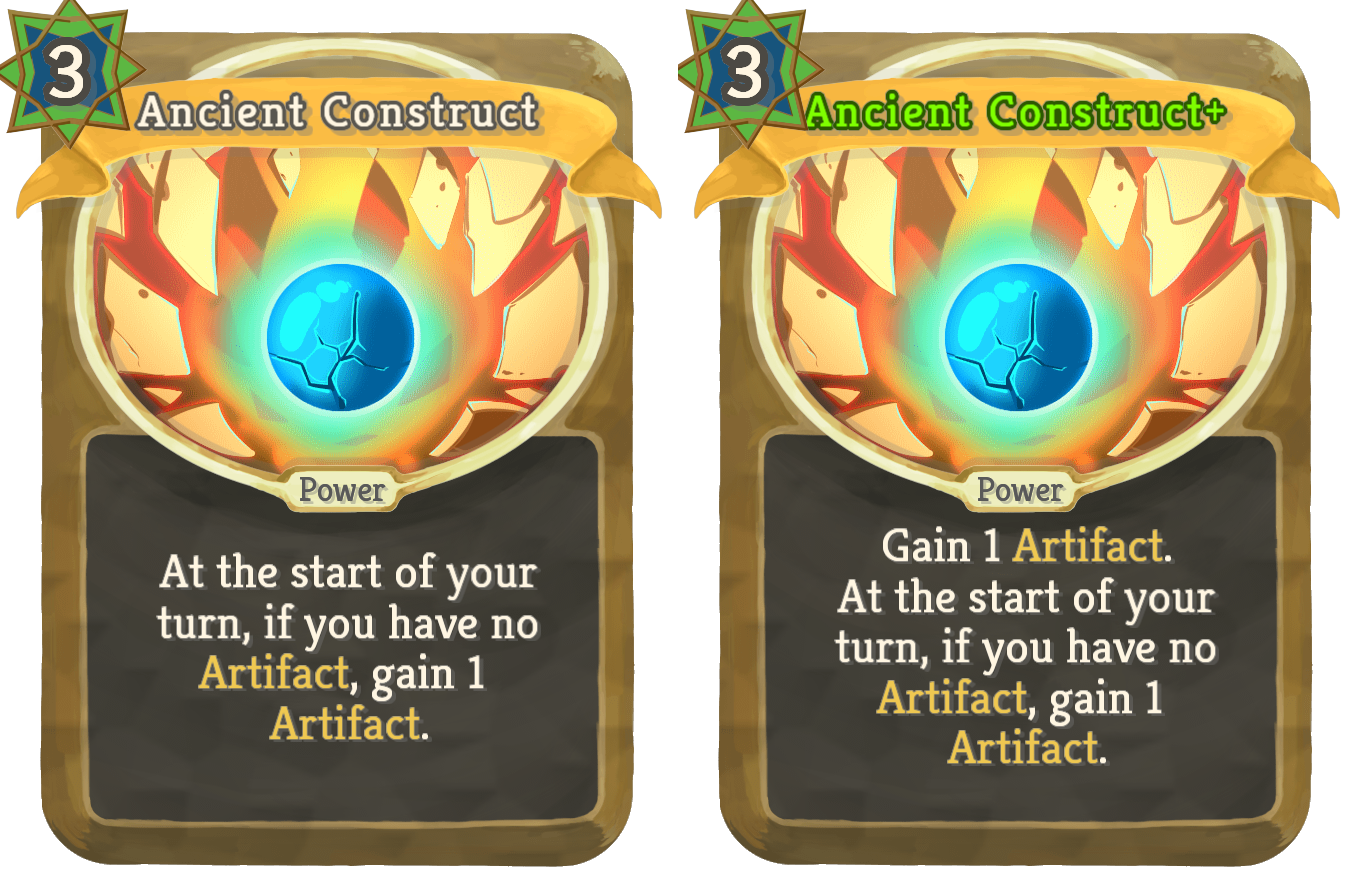 3
Ancient Construct
Power
At the start of your
turn, if you have no
Artifact, gain 1
Artifact.
3
Ancient Construct+
Power
Gain 1 Artifact.
At the start of your
turn, if you have no
Artifact, gain 1
Artifact.